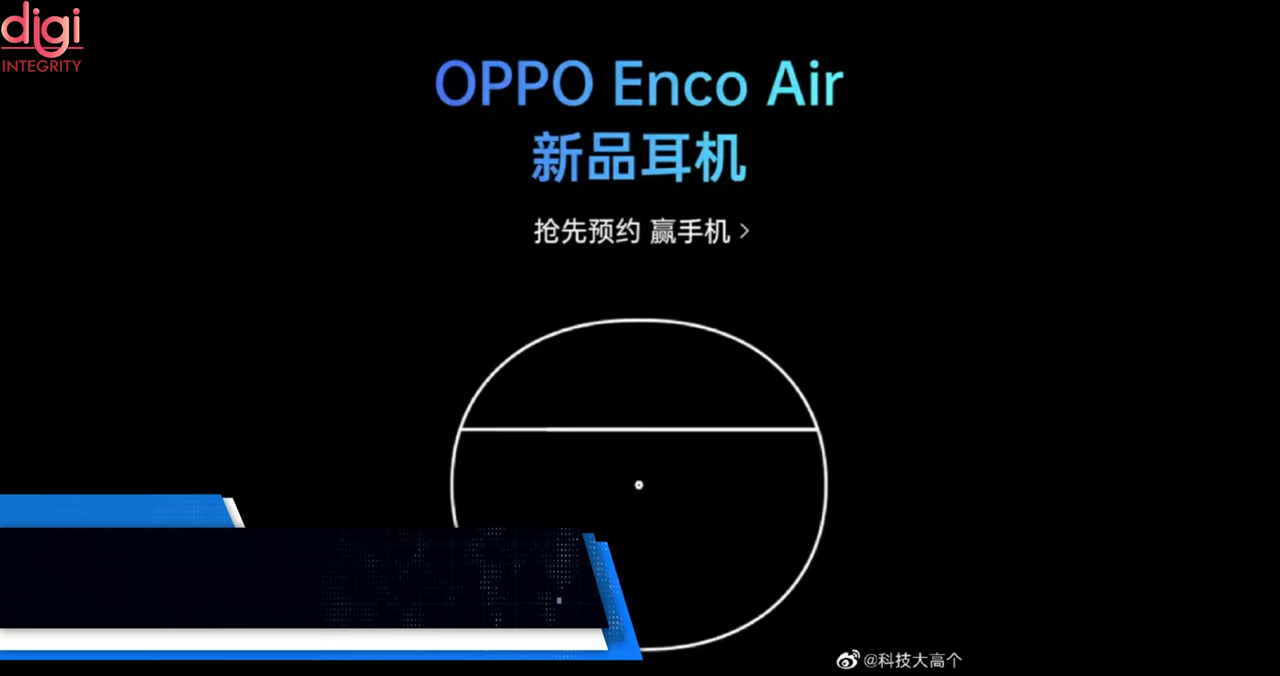 digi
INTEGRITY
OPPO Enco Air
新品耳机
抢先预约 赢手机 >
@科技大高个